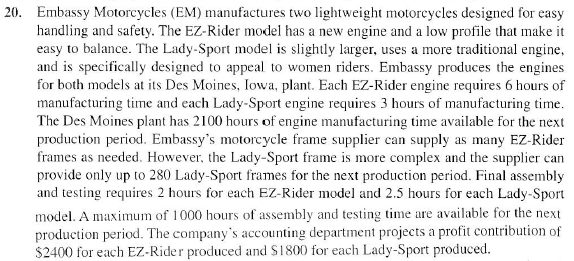 20. Embassy Motorcycles (EM) manufactures two lightweight motorcycles designed for easy
handling and safety. The EZ-Rider model has a new engine and a low profile that make it
easy to balance. The Lady-Sport model is slightly larger, uses a more traditional engine,
and is specifically designed to appeal to women riders. Embassy produces the engines
for both models at its Des Moines, Iowa, plant. Each EZ-Rider engine requires 6 hours of
manufacturing time and each Lady-Sport engine requires 3 hours of manufacturing time.
The Des Moines plant has 2100 hours of engine manufacturing time available for the next
production period. Embassy's motorcycle frame supplier can supply as many EZ-Rider
frames as needed. However, the Lady-Sport frame is more complex and the supplier can
provide only up to 280 Lady-Sport frames for the next production period. Final assembly
and testing requires 2 hours for each EZ-Rider model and 2.5 hours for each Lady-Sport
model. A maximum of 1000 hours of assembly and testing time are available for the next
production period. The company's accounting department projects a profit contribution of
$2400 for each EZ-Rider produced and $1800 for each Lady-Sport produced.